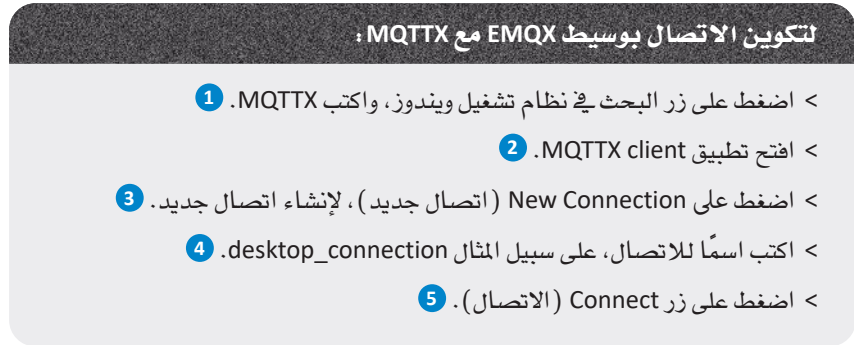 لتكوين الاتصال بوسيط EMQX مع MQTTX:
> اضغط على زر البحث في نظام تشغيل ويندوز، واكتب MQTTX. 1
> افتح تطبيق MQTTX client. 2
> اضغط على New Connection (اتصال جديد)، لإنشاء اتصال جديد. 3
> اكتب اسمًا للاتصال، على سبيل المثال desktop_connection. 4
> اضغط على زر Connect (الاتصال). 5